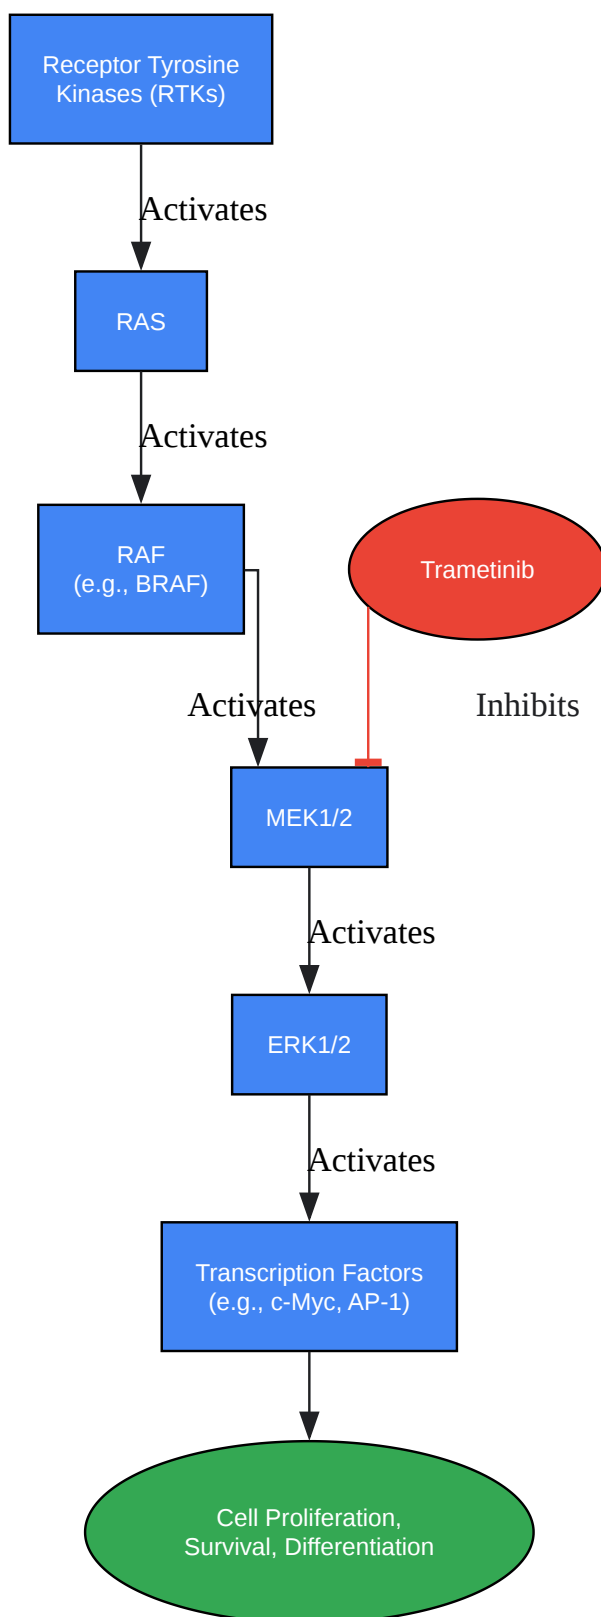 Receptor Tyrosine
Kinases (RTKs)
Activates
RAS
Activates
RAF
(e.g., BRAF)
Trametinib
Activates
Inhibits
MEK1/2
Activates
ERK1/2
Activates
Transcription Factors
(e.g., c-Myc, AP-1)
Cell Proliferation,
Survival, Differentiation